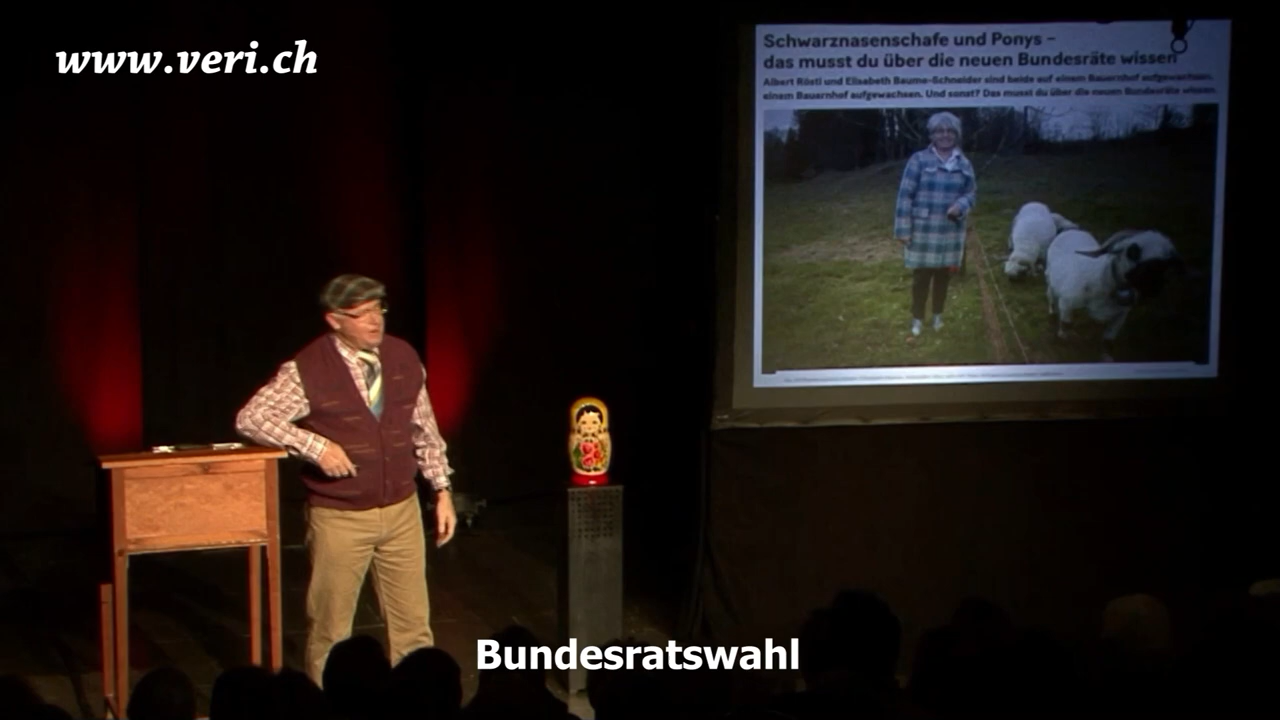 www.veri.ch
Schwarznasenschafe und Ponys –
das musst du über die neuen Bundesräte wissen
Albert Rösti und Elisabeth Baume-Schneider sind beide auf einem Bauernhof aufgewachsen.
einem Bauernhof aufgewachsen. Und sonst? Das musst du über die neuen Bundesräte wissen.
Bundesratswahl